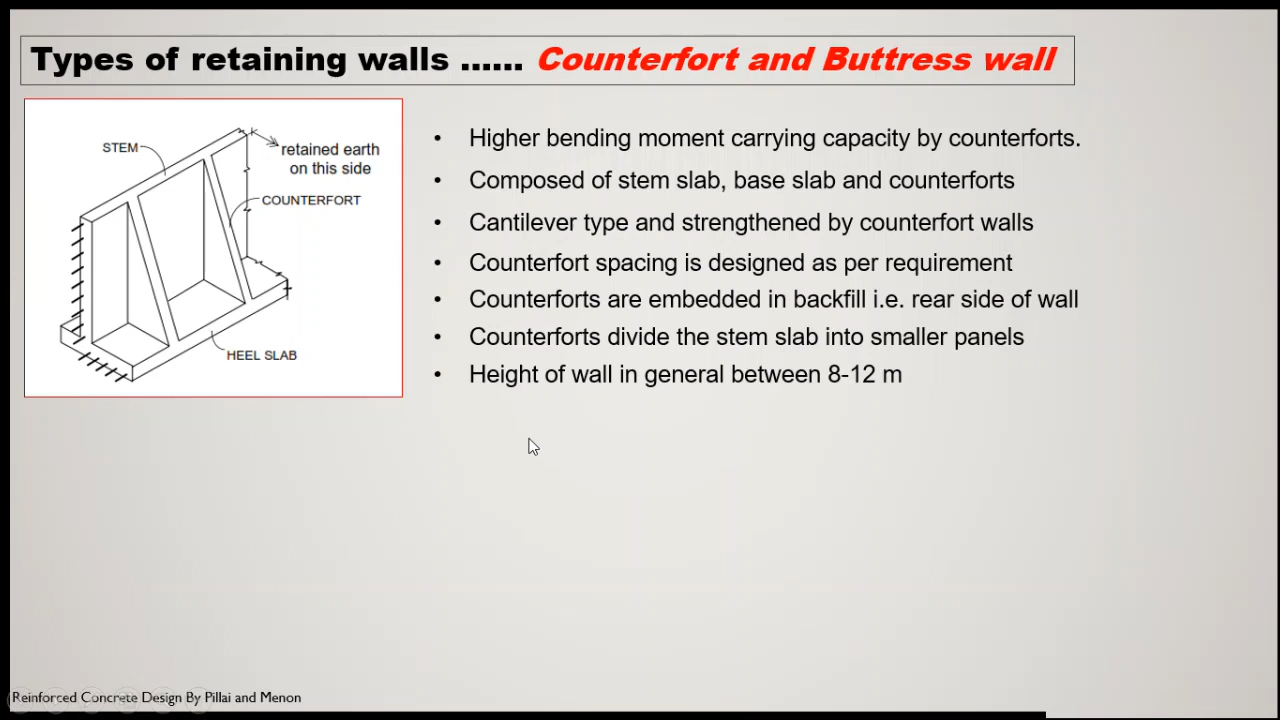 Types of retaining walls ...... Counterfort and Buttress wall
STEM
retained earth
on this side
COUNTERFORT
HEEL SLAB
• Higher bending moment carrying capacity by counterforts.
• Composed of stem slab, base slab and counterforts
• Cantilever type and strengthened by counterfort walls
• Counterfort spacing is designed as per requirement
• Counterforts are embedded in backfill i.e. rear side of wall
• Counterforts divide the stem slab into smaller panels
• Height of wall in general between 8-12 m
Reinforced Concrete Design By Pillai and Menon